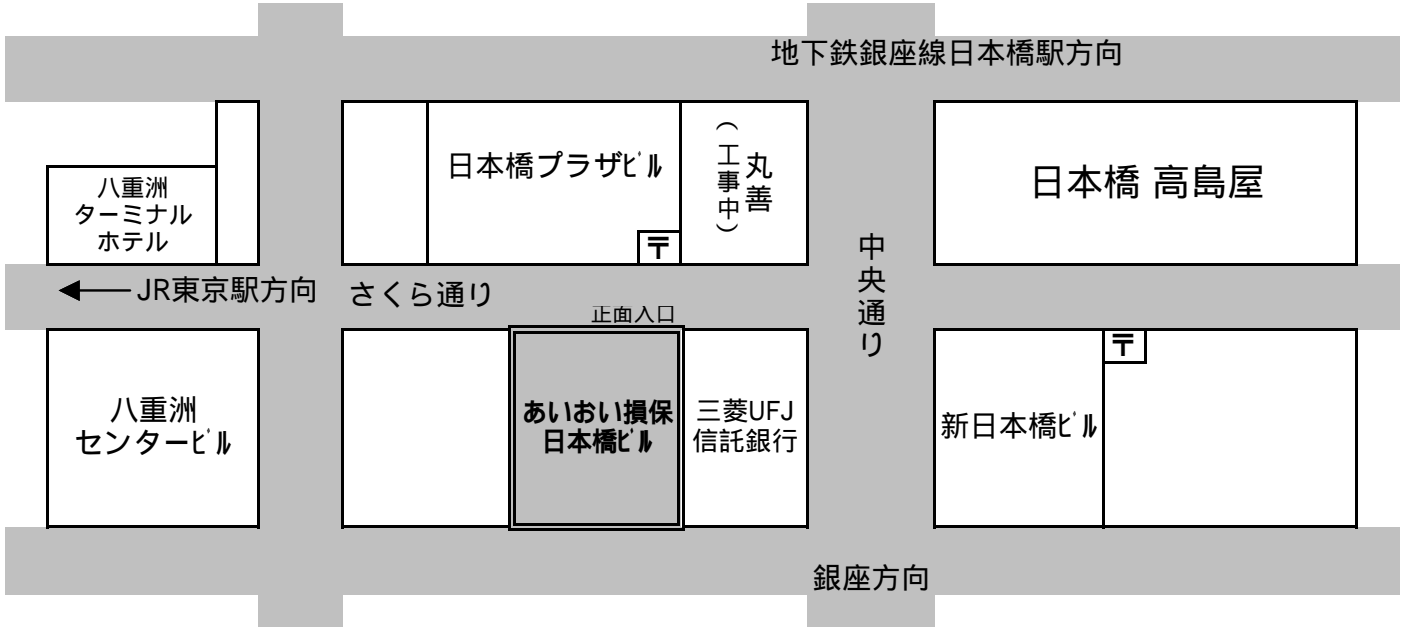 地下鉄銀座線日本橋駅方向
八重洲
ターミナル
ホテル
日本橋プラザビル
丸善
(工事中)
〒
日本橋 高島屋
JR東京駅方向
さくら通り
中央通り
正面入口
八重洲
センタービル
あいおい損保
日本橋ビル
三菱UFJ
信託銀行
新日本橋ビル
〒
銀座方向